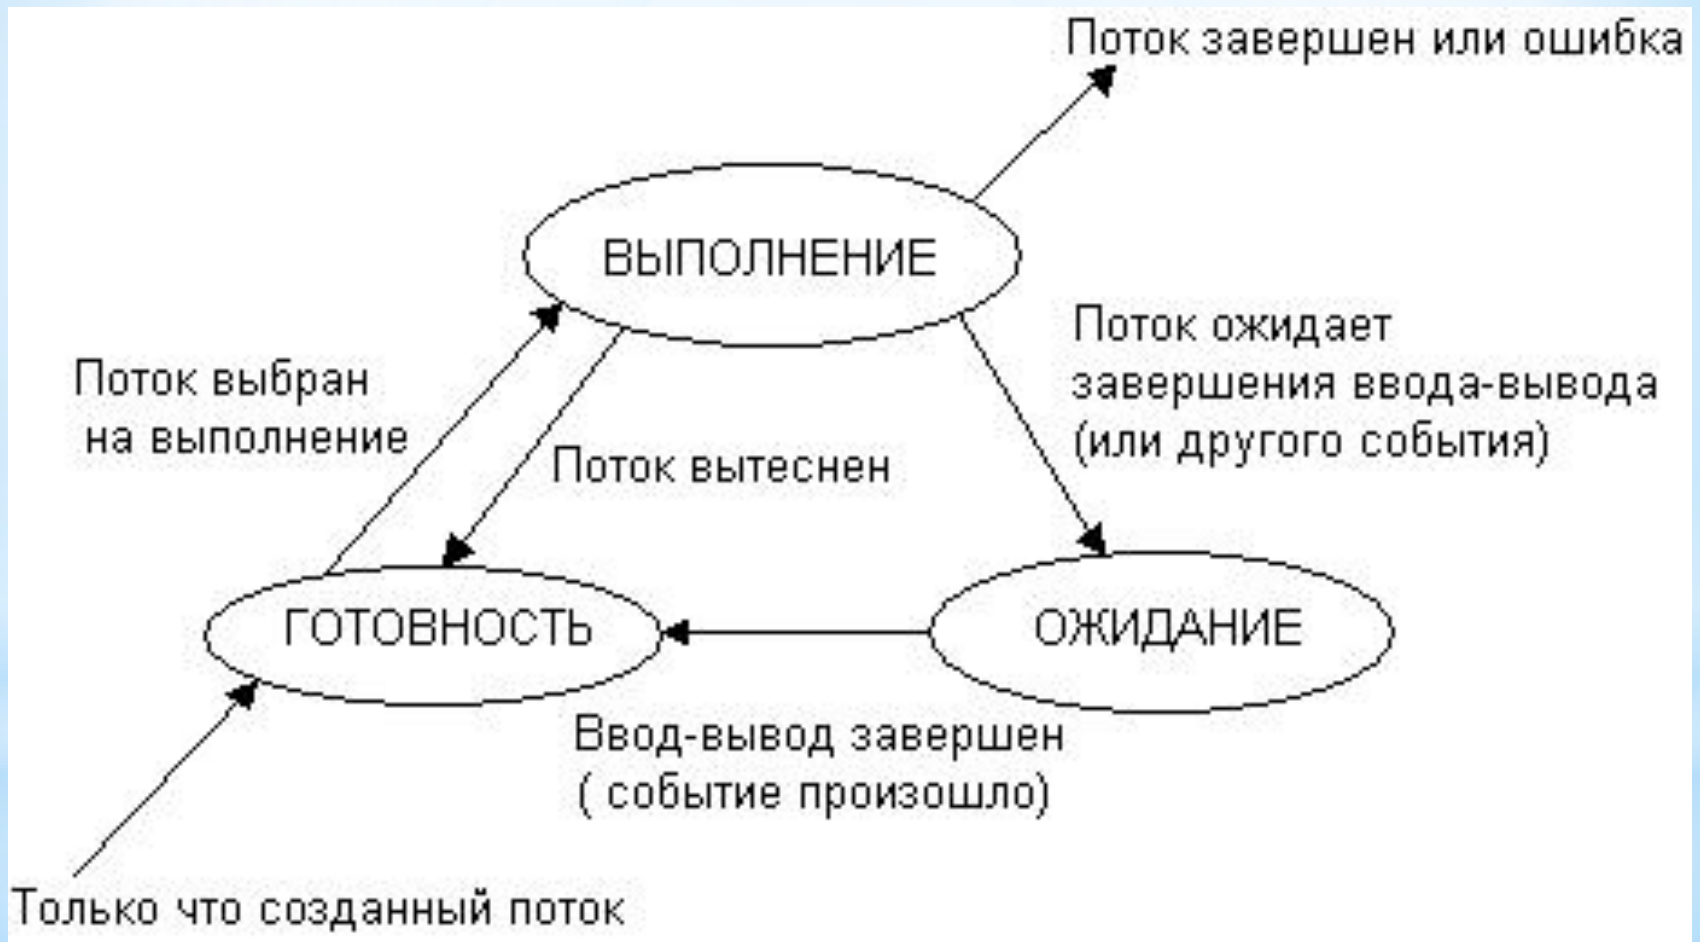 Поток завершен или ошибка
ВЫПОЛНЕНИЕ
Поток ожидает
завершения ввода-вывода
(или другого события)
Поток выбран
на выполнение
Поток вытеснен
ГОТОВНОСТЬ
ОЖИДАНИЕ
Ввод-вывод завершен
( событие произошло)
Только что созданный поток